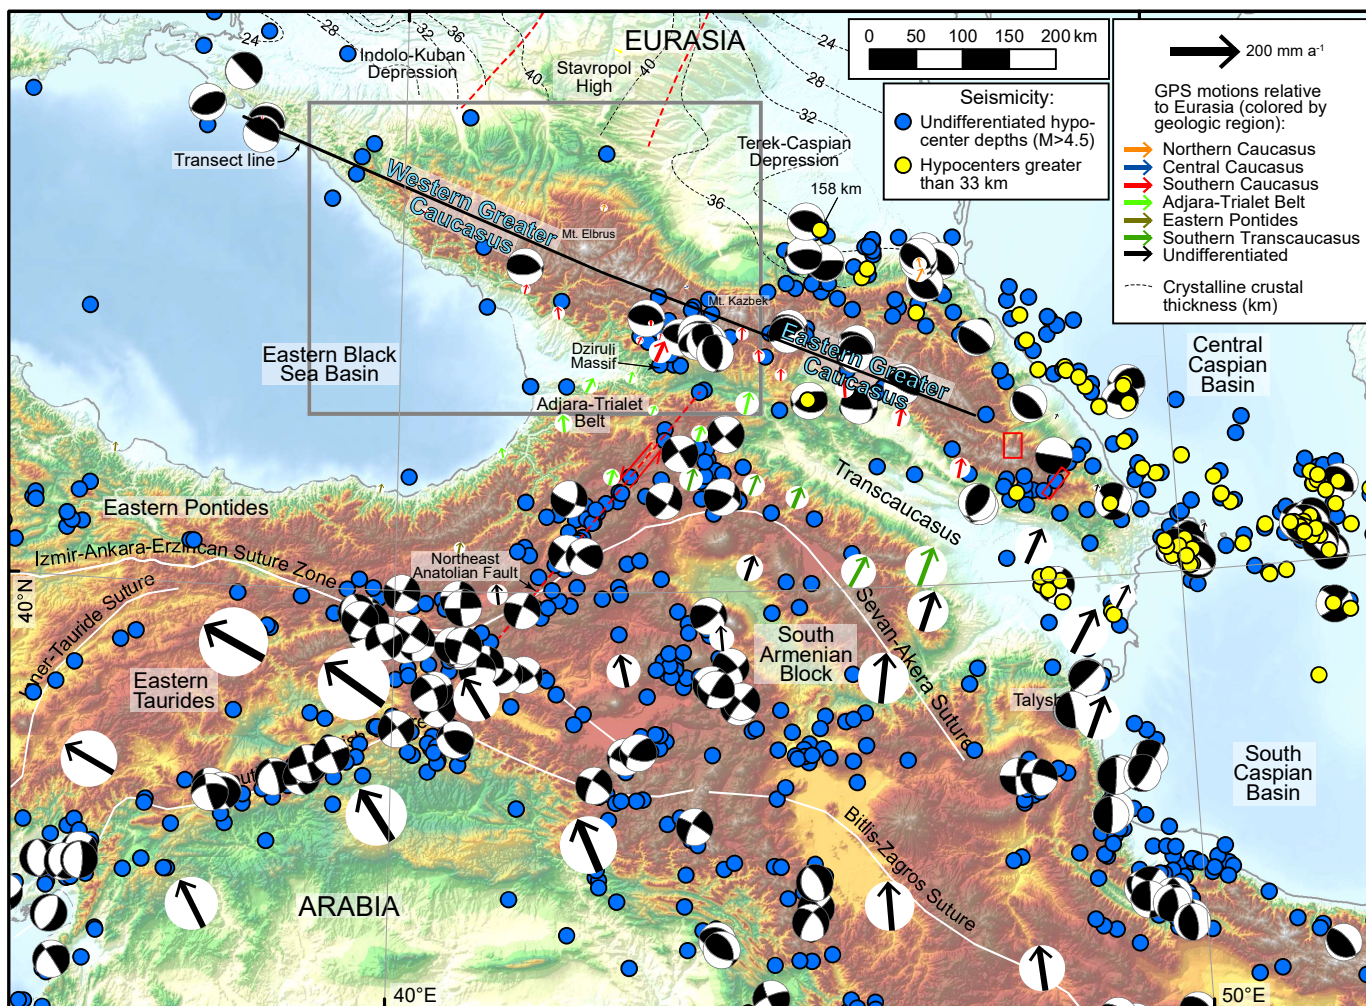 EURASIA
Indolo-Kuban
Depression
Stavropol
High
24
28
32
36
40
40
24
28
32
36
Terek-Caspian
Depression
158 km
Transect line
Western Greater
Caucasus
Mt. Elbrus
Mt. Kazbek
Eastern Greater
Caucasus
Dziruli
Massif
Eastern Black
Sea Basin
Adjara-Trialet
Belt
Central
Caspian
Basin
Transcaucasus
Eastern Pontides
Izmir-Ankara-Erzincan Suture Zone
Northeast
Anatolian Fault
40°N
Inner-Tauride Suture
Eastern
Taurides
South
Armenian
Block
Sevan-Akera Suture
Talysh
South
Caspian
Basin
Bitlis-Zagros Suture
ARABIA
40°E
50°E
0 50 100 150 200 km
Seismicity:
Undifferentiated hypo-
center depths (M>4.5)
Hypocenters greater
than 33 km
200 mm a⁻¹
GPS motions relative
to Eurasia (colored by
geologic region):
Northern Caucasus
Central Caucasus
Southern Caucasus
Adjara-Trialet Belt
Eastern Pontides
Southern Transcaucasus
Undifferentiated
Crystalline crustal
thickness (km)